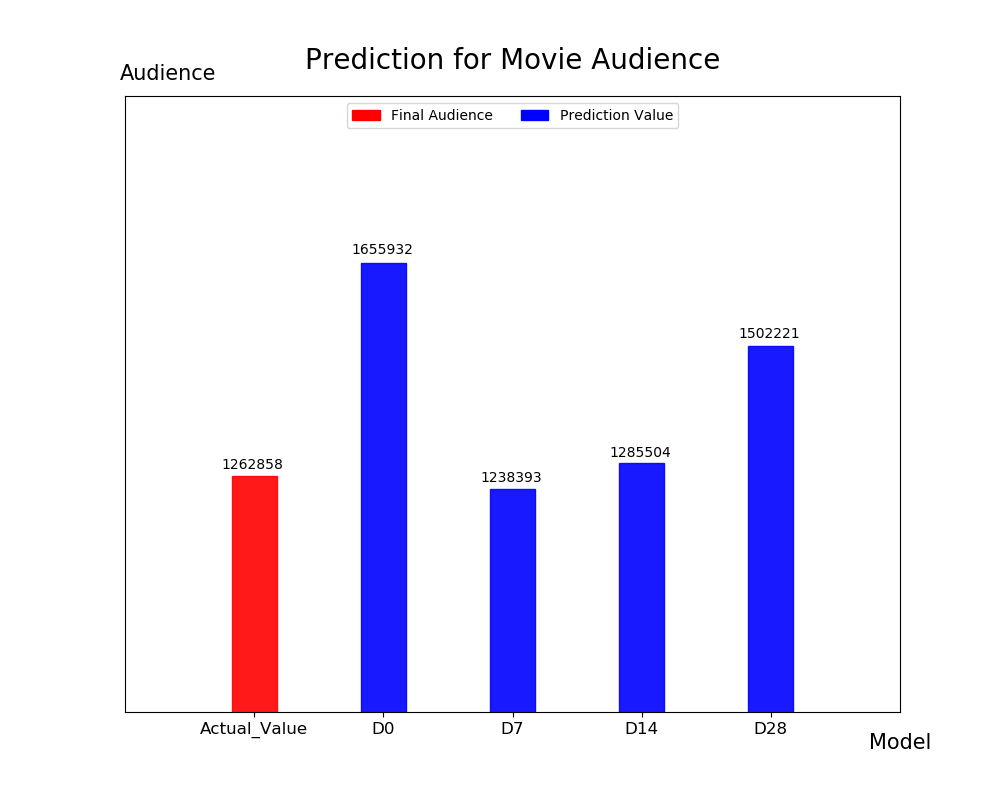 Prediction for Movie Audience
Audience
Final Audience
Prediction Value
1655932
1502221
1285504
1262858
1238393
Actual_Value
D0
D7
D14
D28
Model